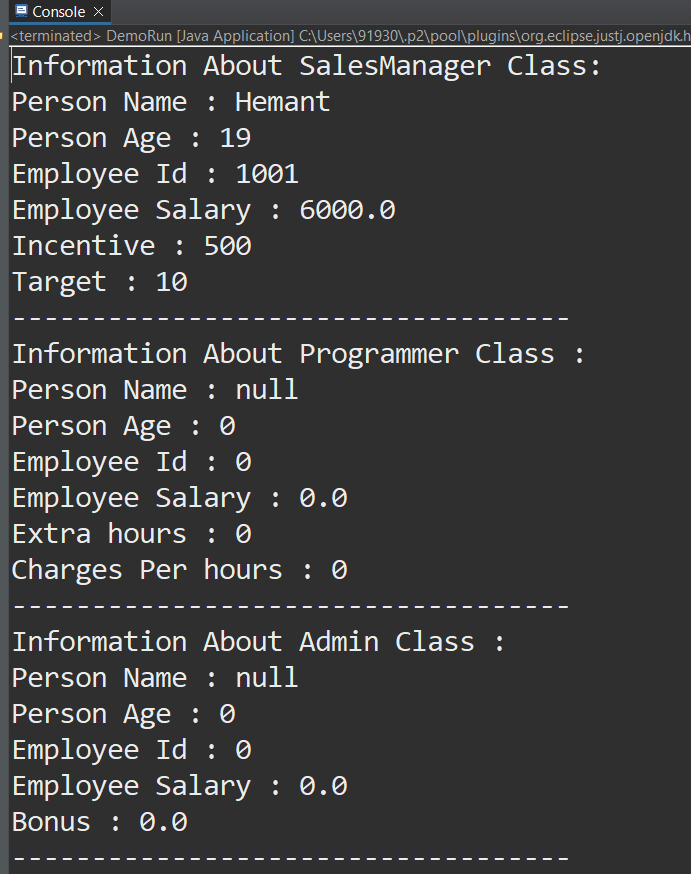 Console
<terminated> DemoRun [Java Application] C:\Users\91930\.p2\pool\plugins\org.eclipse.justj.openjdk.h
Information About SalesManager Class:
Person Name : Hemant
Person Age : 19
Employee Id : 1001
Employee Salary : 6000.0
Incentive : 500
Target : 10
-----------------------------------
Information About Programmer Class :
Person Name : null
Person Age : 0
Employee Id : 0
Employee Salary : 0.0
Extra hours : 0
Charges Per hours : 0
-----------------------------------
Information About Admin Class :
Person Name : null
Person Age : 0
Employee Id : 0
Employee Salary : 0.0
Bonus : 0.0
-----------------------------------